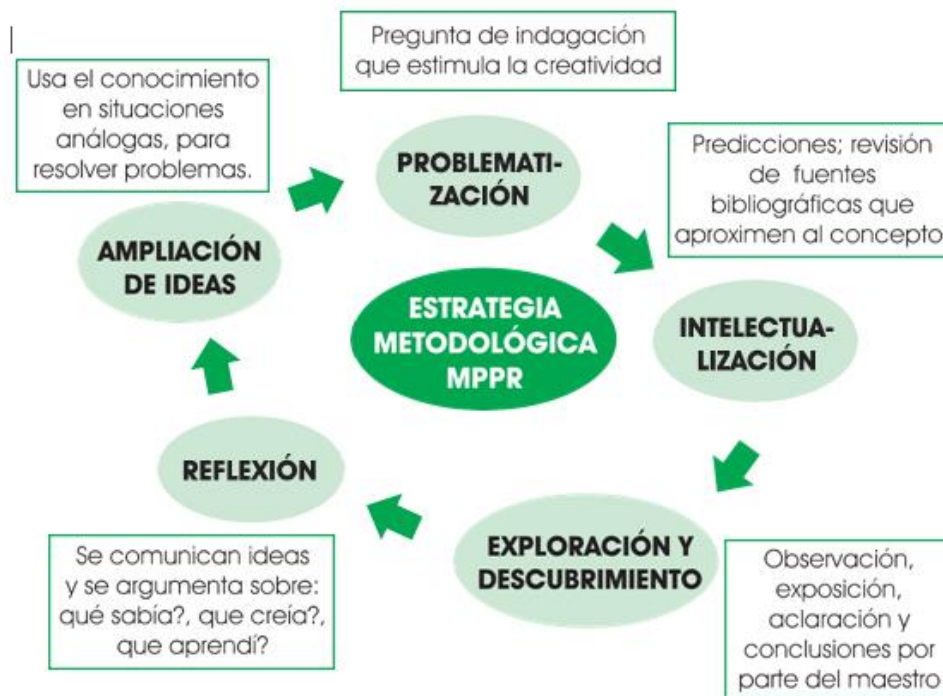 Pregunta de indagación
que estimula la creatividad
PROBLEMATI-
ZACIÓN
Predicciones; revisión
de fuentes
bibliográficas que
aproximen al concepto
INTELECTUA-
LIZACIÓN
Observación,
exposición,
aclaración y
conclusiones por
parte del maestro
EXPLORACIÓN Y
DESCUBRIMIENTO
Se comunican ideas
y se argumenta sobre:
qué sabía?, que creía?,
que aprendí?
REFLEXIÓN
Usa el conocimiento
en situaciones
análogas, para
resolver problemas.
AMPLIACIÓN
DE IDEAS
ESTRATEGIA
METODOLÓGICA
MPPR